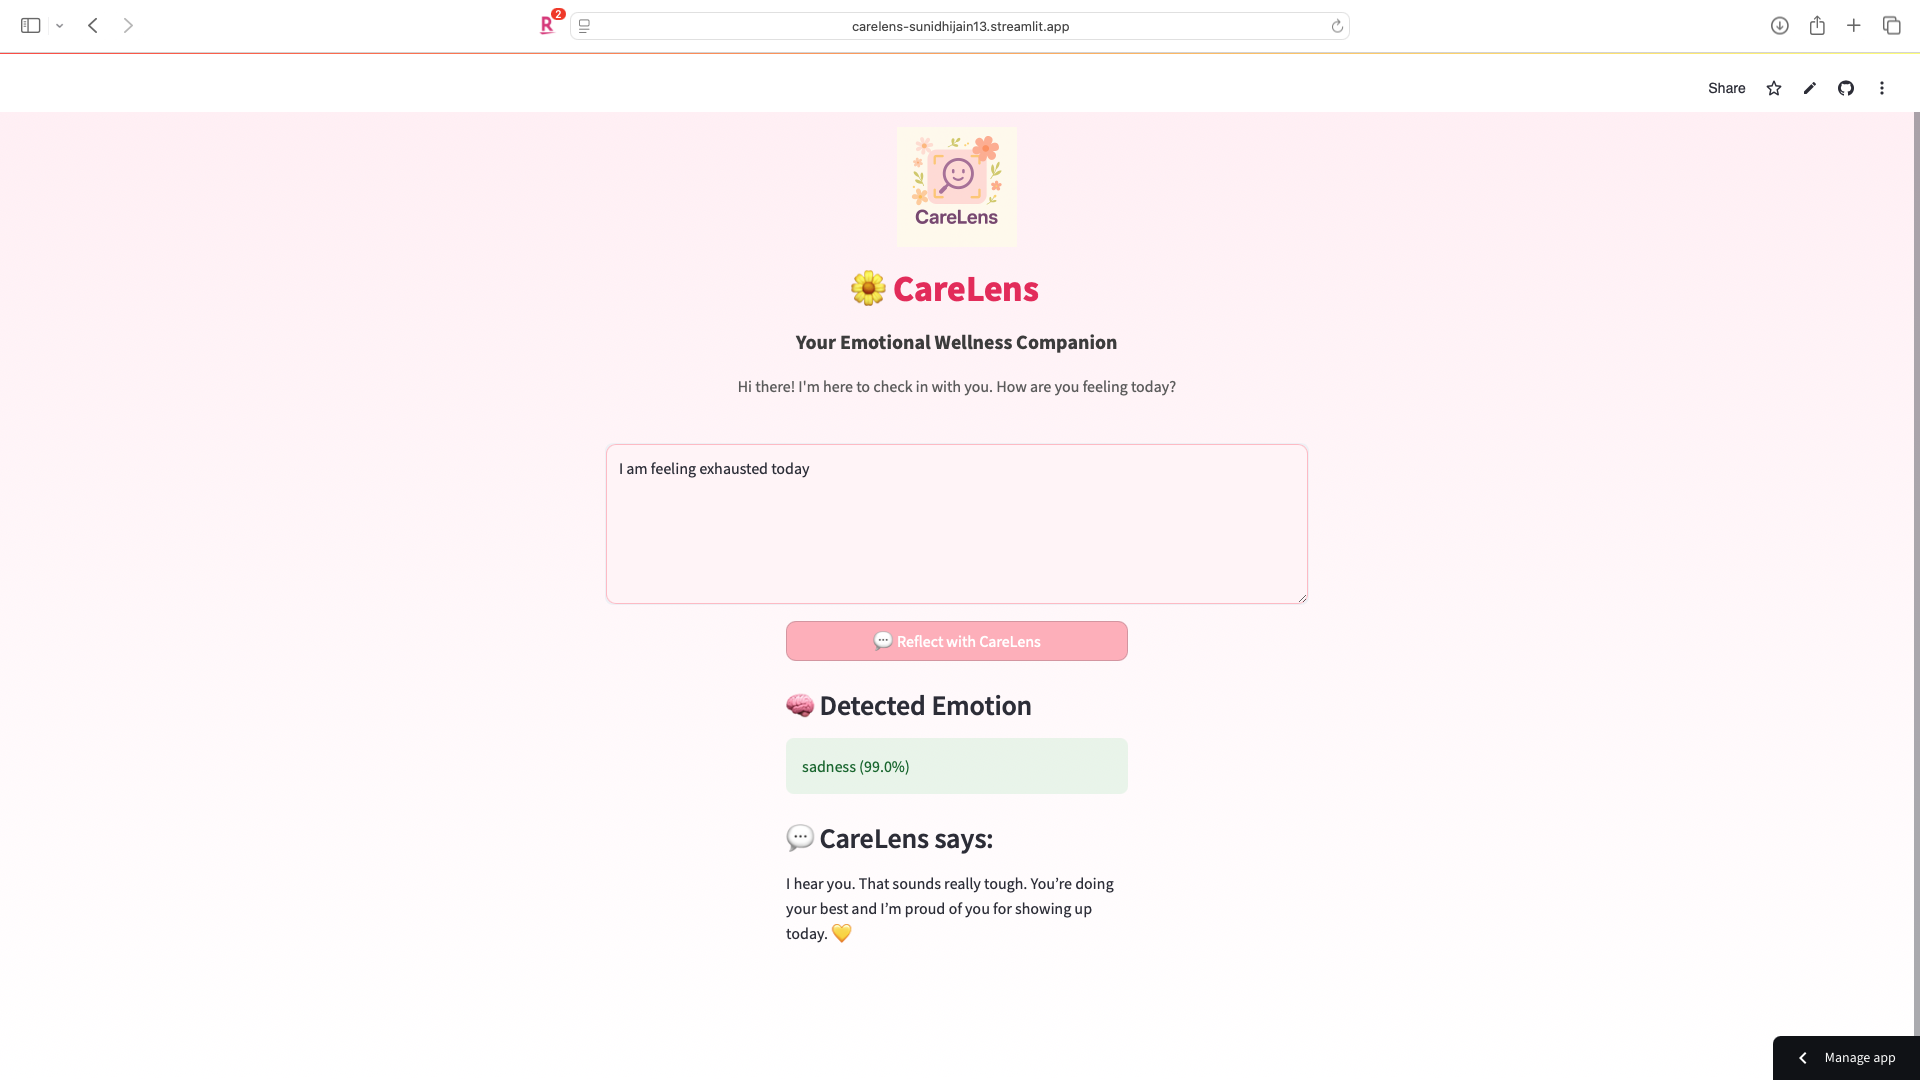 R
2
carelens-sunidhijain13.streamlit.app
Share
CareLens
🌼 CareLens
Your Emotional Wellness Companion
Hi there! I'm here to check in with you. How are you feeling today?
I am feeling exhausted today
💬 Reflect with CareLens
🧠 Detected Emotion
sadness (99.0%)
💬 CareLens says:
I hear you. That sounds really tough. You’re doing
your best and I’m proud of you for showing up
today. 💛
Manage app